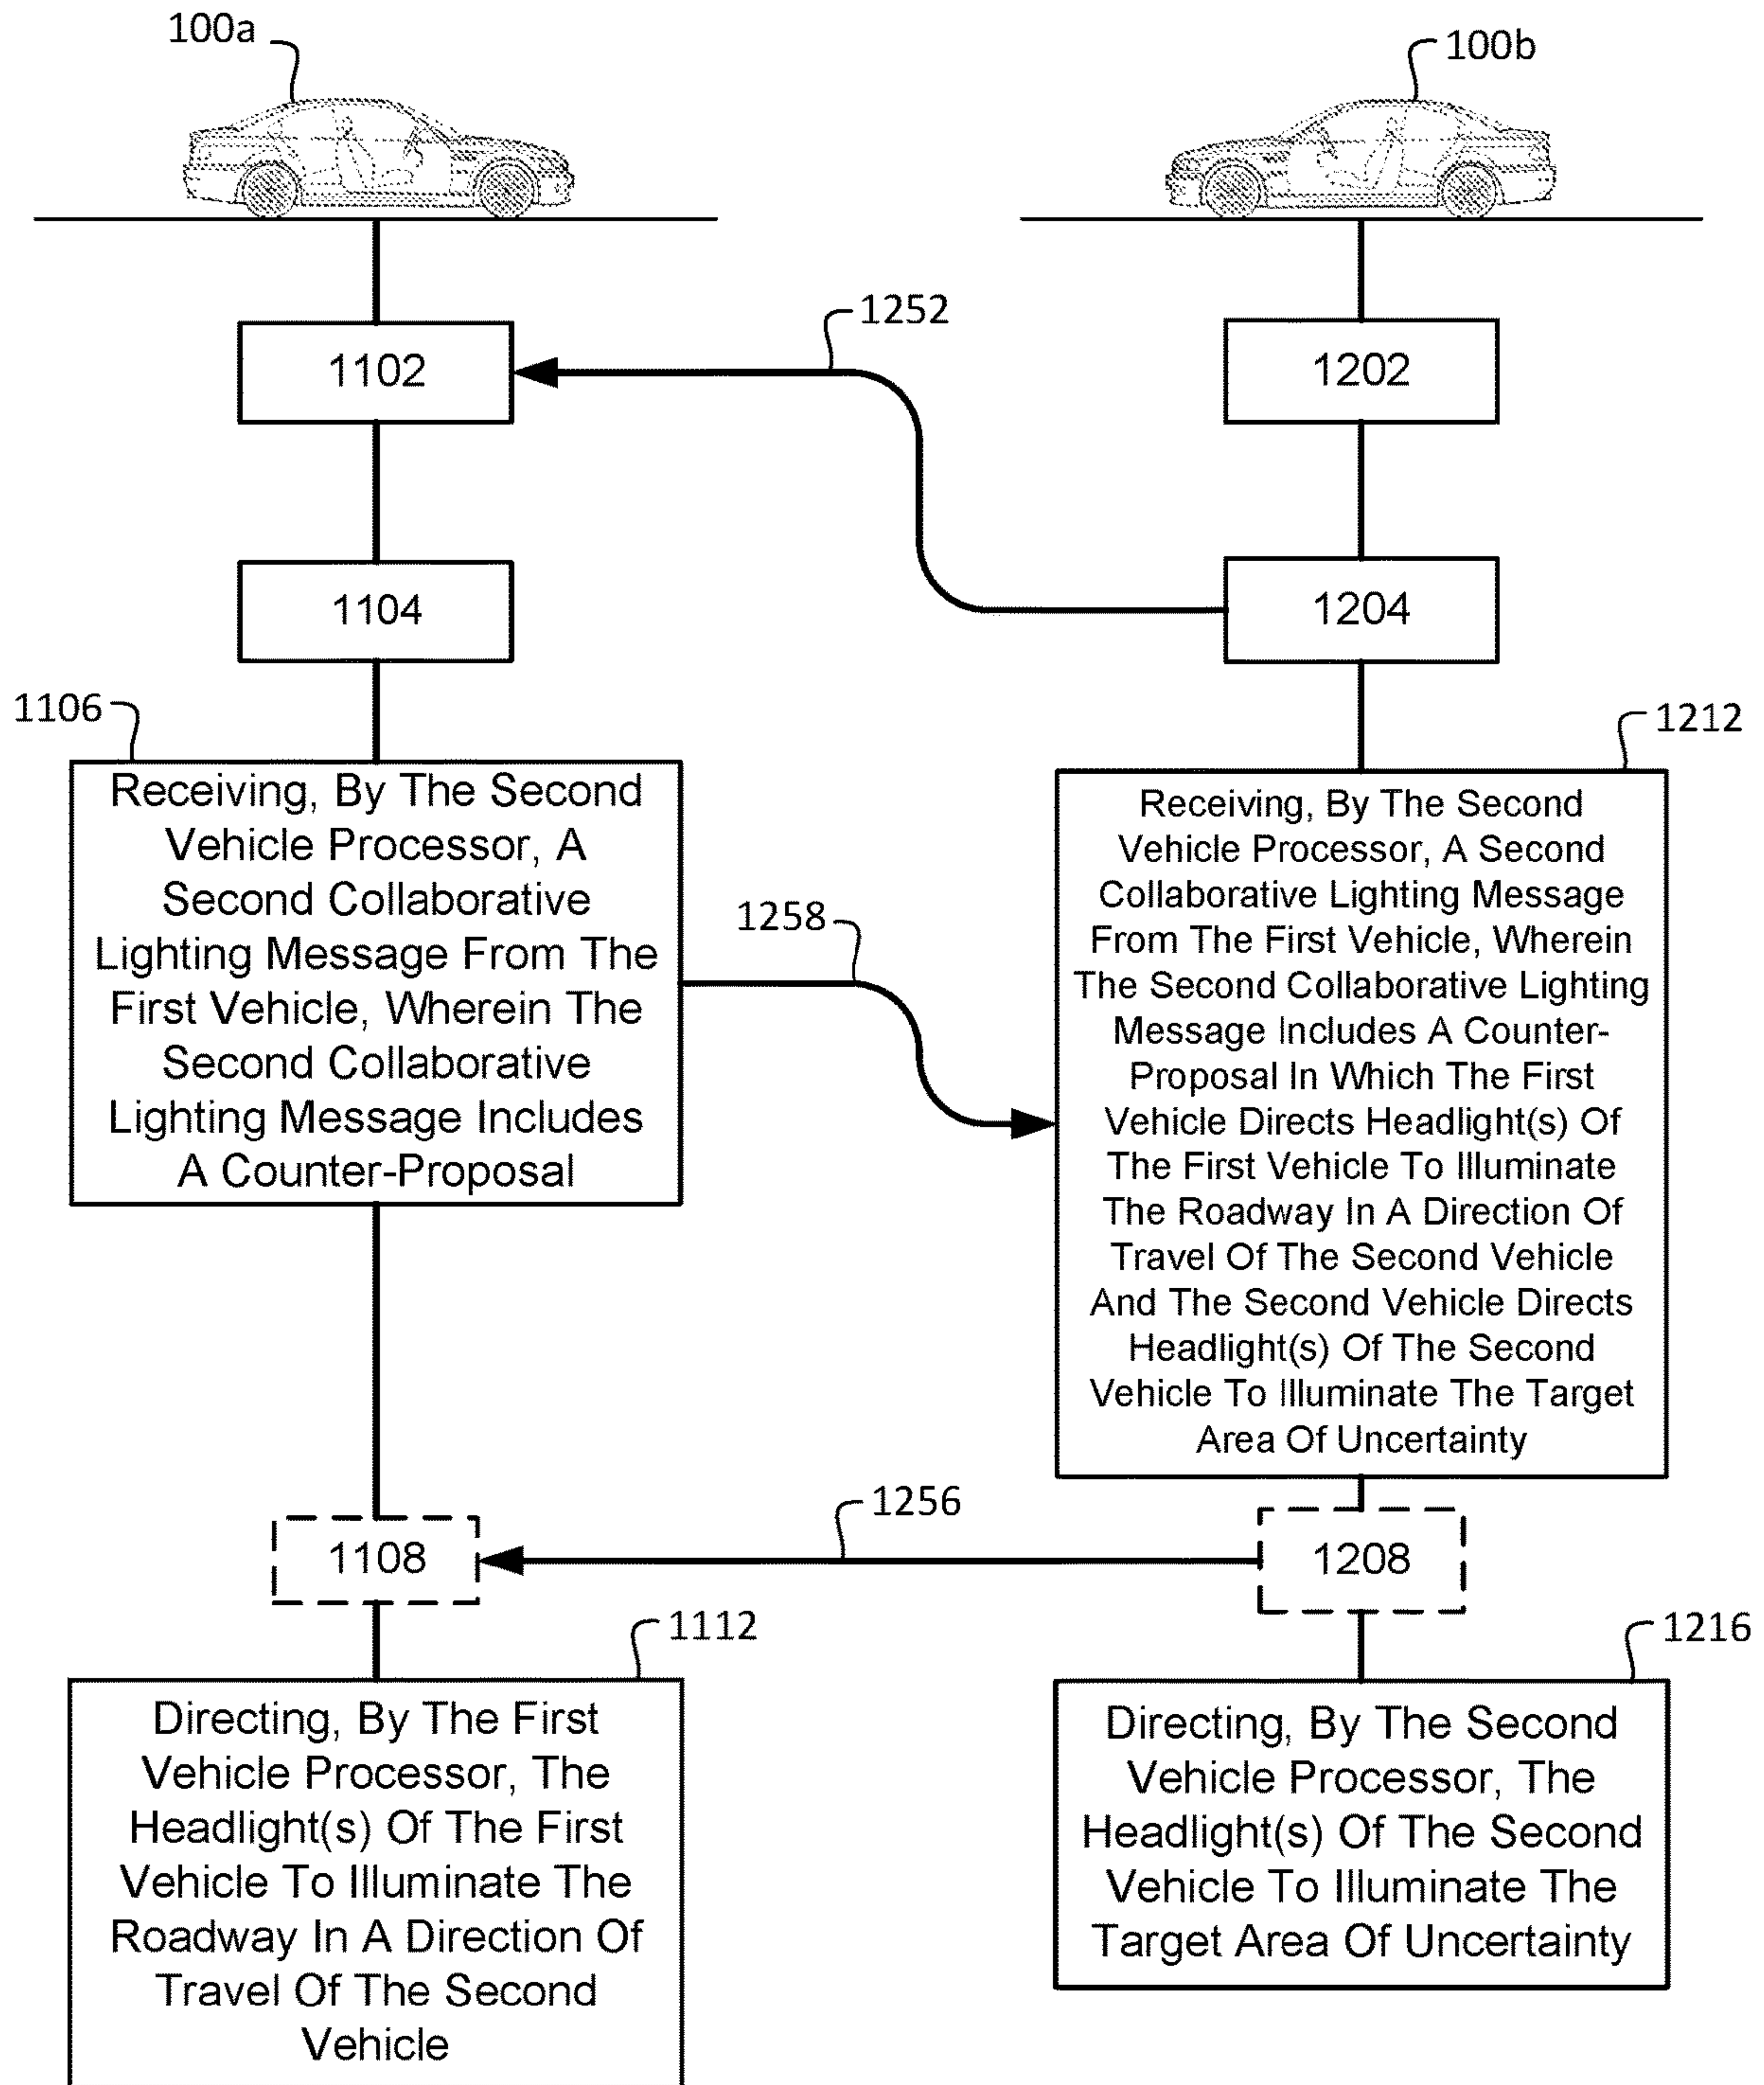 100a
100b
1252
1102
1202
1104
1204
1106
1212
Receiving, By The Second
Vehicle Processor, A
Second Collaborative
Lighting Message From The
First Vehicle, Wherein The
Second Collaborative
Lighting Message Includes
A Counter-Proposal
1258
Receiving, By The Second
Vehicle Processor, A Second
Collaborative Lighting Message
From The First Vehicle, Wherein
The Second Collaborative Lighting
Message Includes A Counter-
Proposal In Which The First
Vehicle Directs Headlight(s) Of
The First Vehicle To Illuminate
The Roadway In A Direction Of
Travel Of The Second Vehicle
And The Second Vehicle Directs
Headlight(s) Of The Second
Vehicle To Illuminate The Target
Area Of Uncertainty
1256
1108
1208
1112
1216
Directing, By The First
Vehicle Processor, The
Headlight(s) Of The First
Vehicle To Illuminate The
Roadway In A Direction Of
Travel Of The Second
Vehicle
Directing, By The Second
Vehicle Processor, The
Headlight(s) Of The Second
Vehicle To Illuminate The
Target Area Of Uncertainty